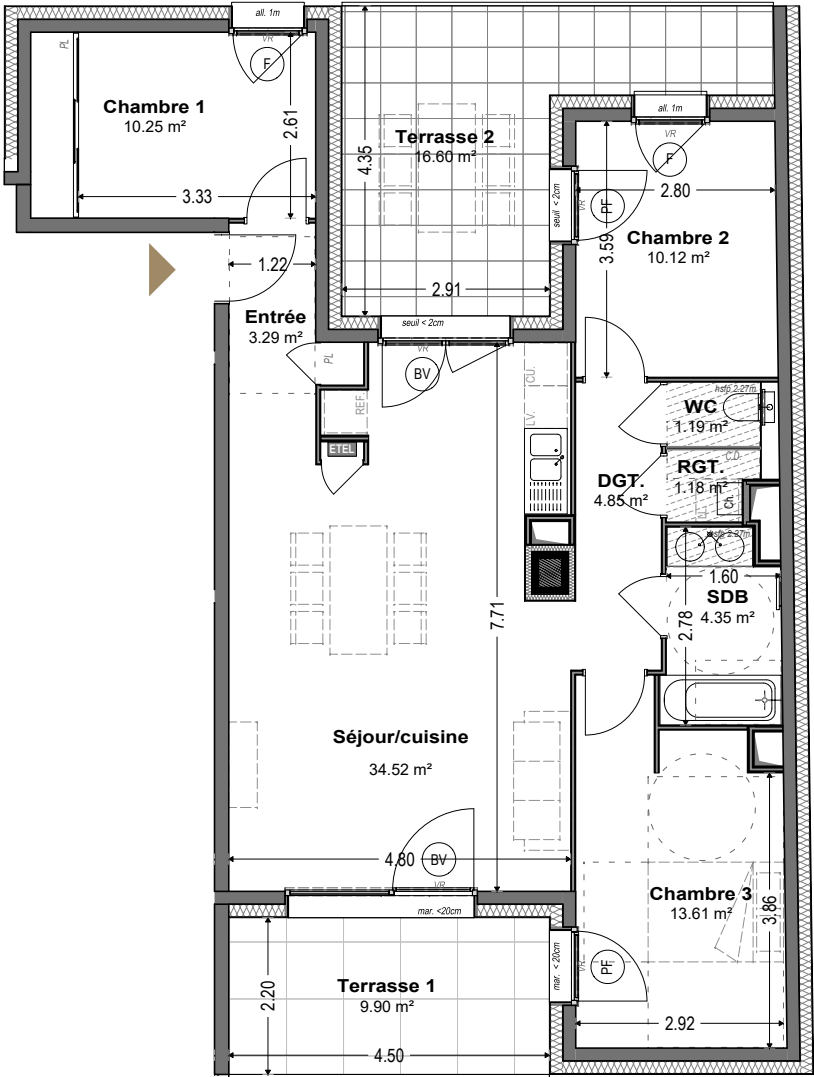 all. 1m
VR
F
PL
Chambre 1
10.25 m²
2.61
3.33
4.35
Terrasse 2
16.60 m²
2.91
all. 1m
VR
F
2.80
seuil < 2cm
VR
PF
3.59
Chambre 2
10.12 m²
1.22
Entrée
3.29 m²
PL
seuil < 2cm
VR
BV
REF.
ETEL
CU.
LV.
hsfp 2.27m
WC
1.19 m²
DGT.
4.85 m²
RGT.
1.18 m²
C.D.
Ch.
hsfp 2.27m
1.60
SDB
4.35 m²
2.78
7.71
Séjour/cuisine
34.52 m²
4.80
BV
VR
mar. <20cm
Chambre 3
13.61 m²
3.86
mar. < 20cm
VR
PF
2.92
Terrasse 1
9.90 m²
2.20
4.50